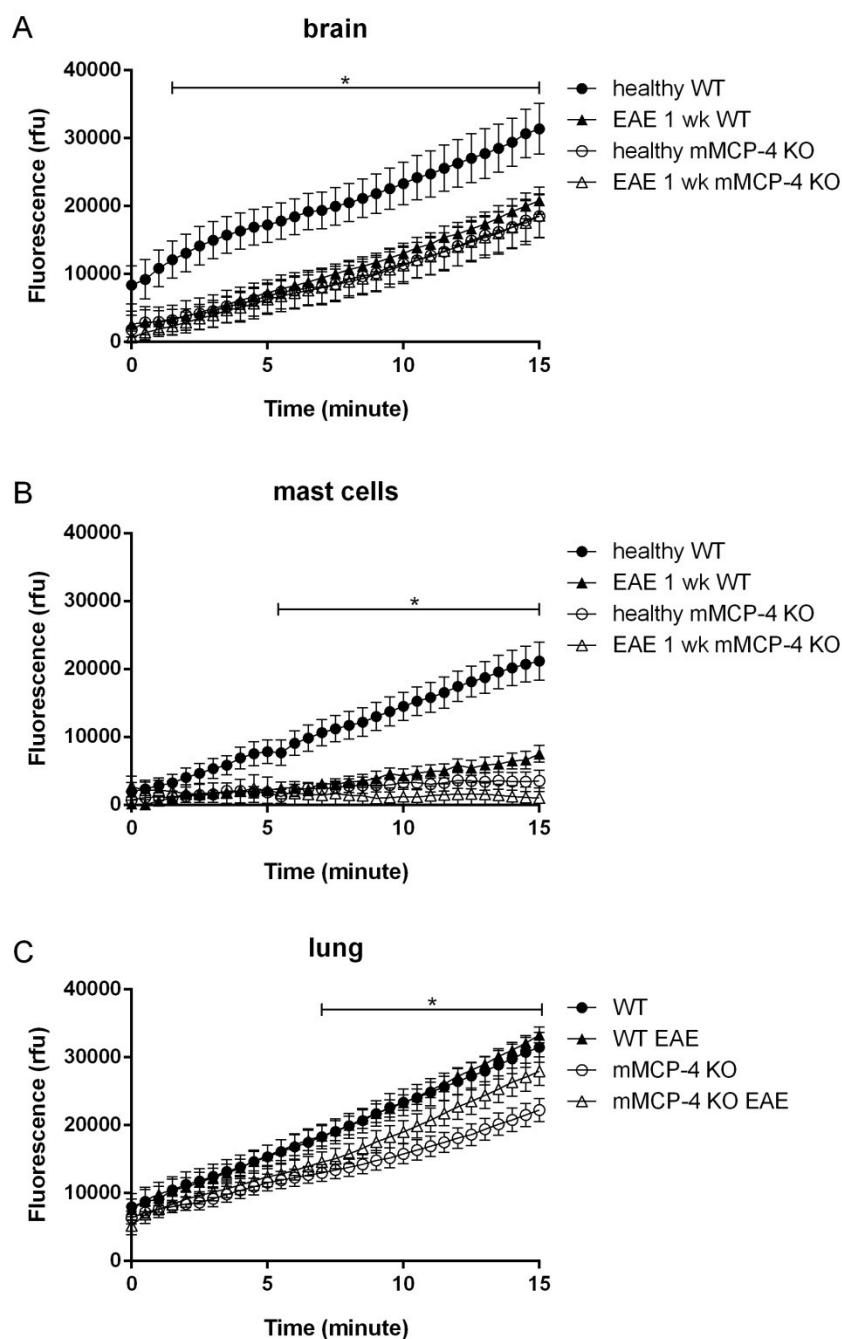 A
brain
40000
30000
20000
10000
0
Fluorescence (rfu)
*
0 5 10 15
Time (minute)
healthy WT
EAE 1 wk WT
healthy mMCP-4 KO
EAE 1 wk mMCP-4 KO
B
mast cells
40000
30000
20000
10000
0
Fluorescence (rfu)
*
0 5 10 15
Time (minute)
healthy WT
EAE 1 wk WT
healthy mMCP-4 KO
EAE 1 wk mMCP-4 KO
C
lung
40000
30000
20000
10000
0
Fluorescence (rfu)
*
0 5 10 15
Time (minute)
WT
WT EAE
mMCP-4 KO
mMCP-4 KO EAE